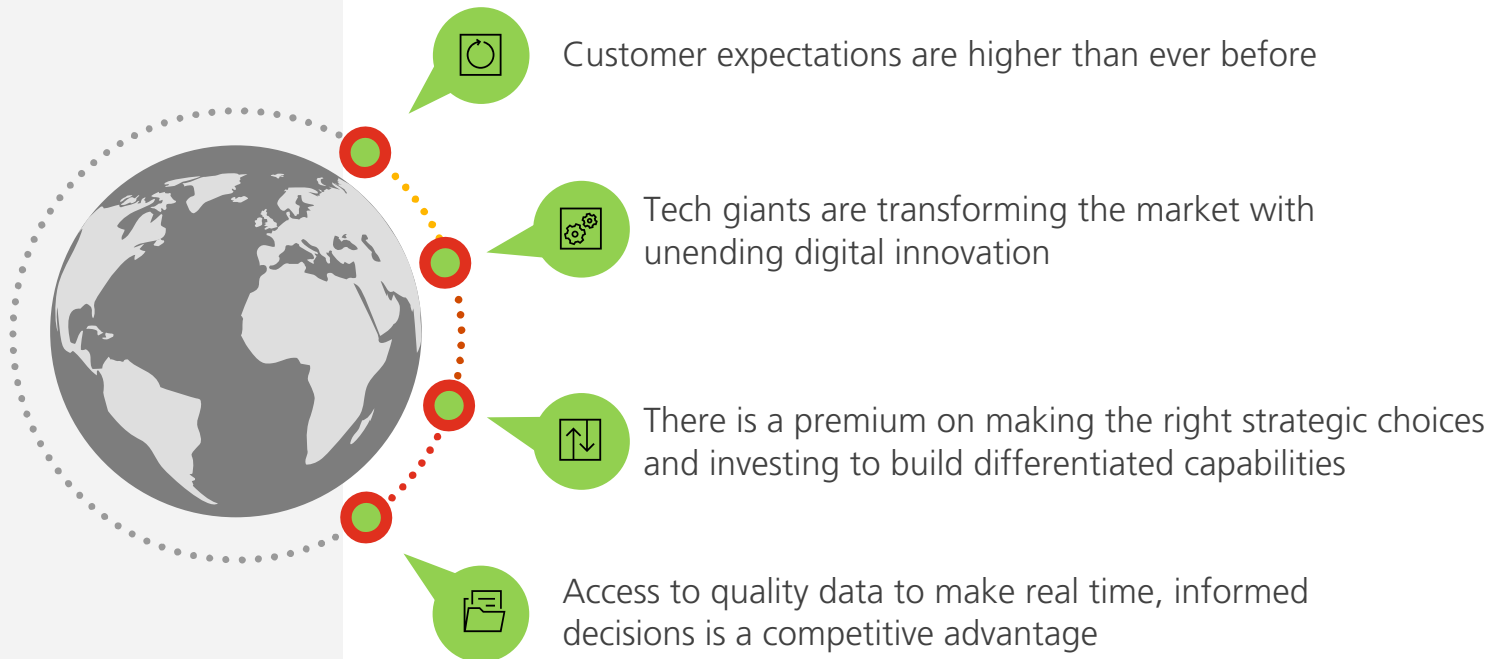 Customer expectations are higher than ever before
Tech giants are transforming the market with
unending digital innovation
There is a premium on making the right strategic choices
and investing to build differentiated capabilities
Access to quality data to make real time, informed
decisions is a competitive advantage